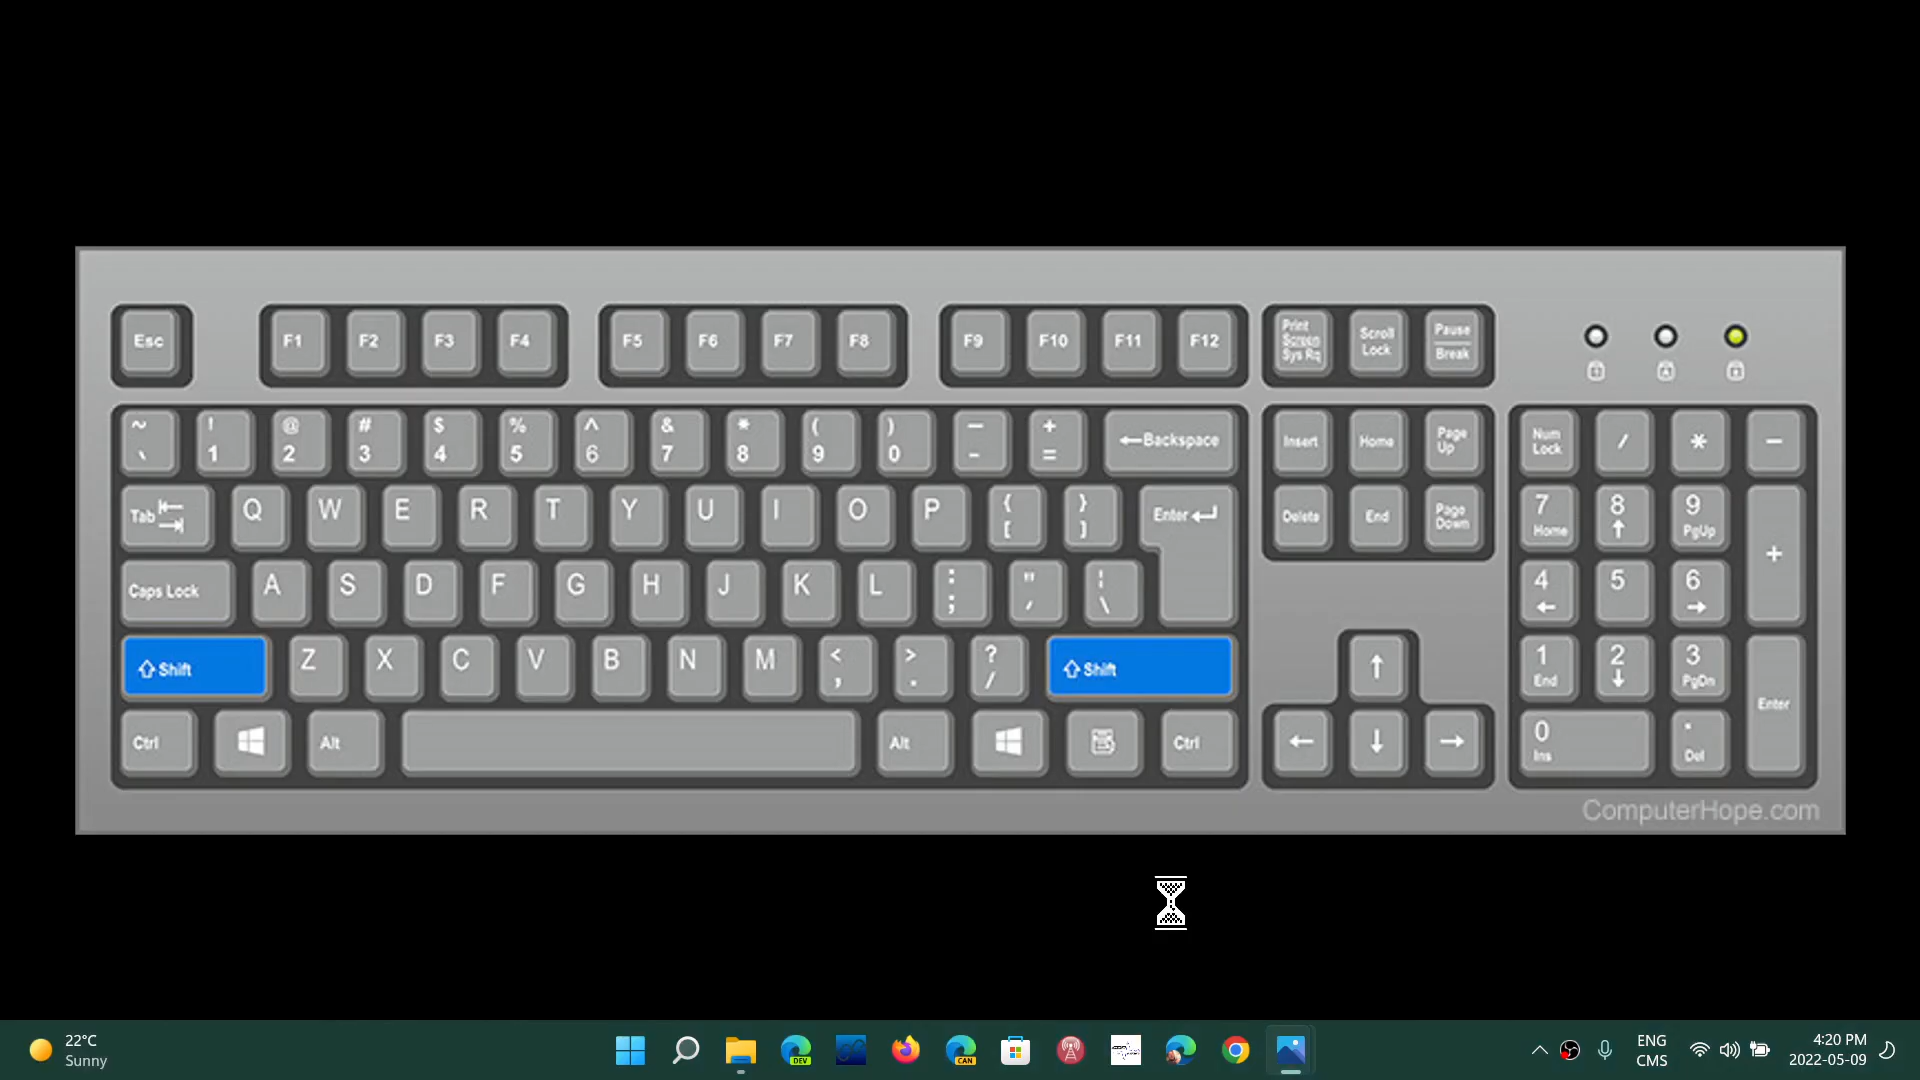 Esc F1 F2 F3 F4 F5 F6 F7 F8 F9 F10 F11 F12 Print Screen Sys Rq Scroll Lock Pause Break
~ ` ! 1 @ 2 # 3 $ 4 % 5 ^ 6 & 7 * 8 ( 9 ) 0 — - + = ←Backspace Insert Home Page Up Num Lock / * –
Tab Q W E R T Y U I O P { [ } ] Enter Delete End Page Down 7 Home 8 ↑ 9 PgUp +
Caps Lock A S D F G H J K L : ; " ' ¦ \ 4 ← 5 6 →
Shift Z X C V B N M < , > . ? / Shift ↑ 1 End 2 ↓ 3 PgDn Enter
Ctrl Alt Alt Ctrl ← ↓ → 0 Ins . Del
ComputerHope.com
22°C
Sunny
DEV
CAN
ENG
CMS
4:20 PM
2022-05-09